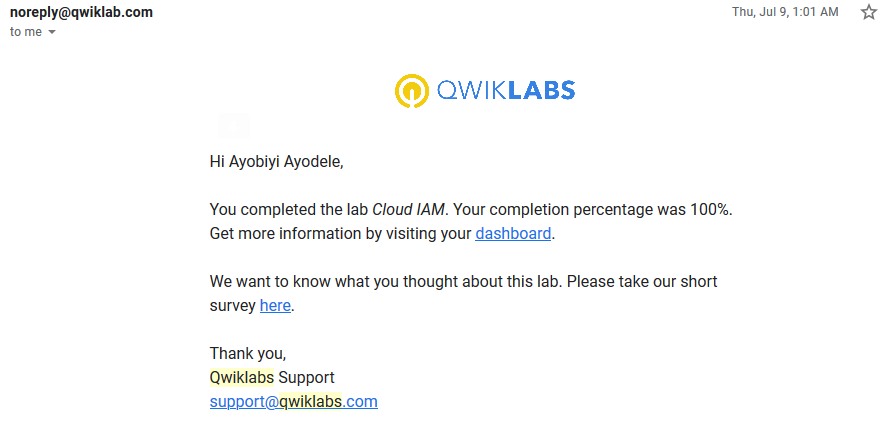 noreply@qwiklab.com
Thu, Jul 9, 1:01 AM
to me
QWIKLABS
Hi Ayobiyi Ayodele,
You completed the lab Cloud IAM. Your completion percentage was 100%.
Get more information by visiting your dashboard.
We want to know what you thought about this lab. Please take our short
survey here.
Thank you,
Qwiklabs Support
support@qwiklabs.com